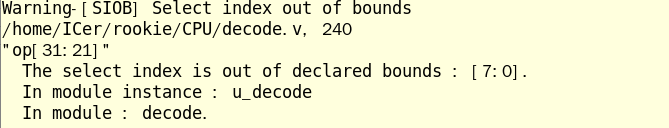 Warning-[SIOB] Select index out of bounds
/home/ICer/rookie/CPU/decode.v, 240
"op[31:21]"
The select index is out of declared bounds : [7:0].
In module instance : u_decode
In module : decode.